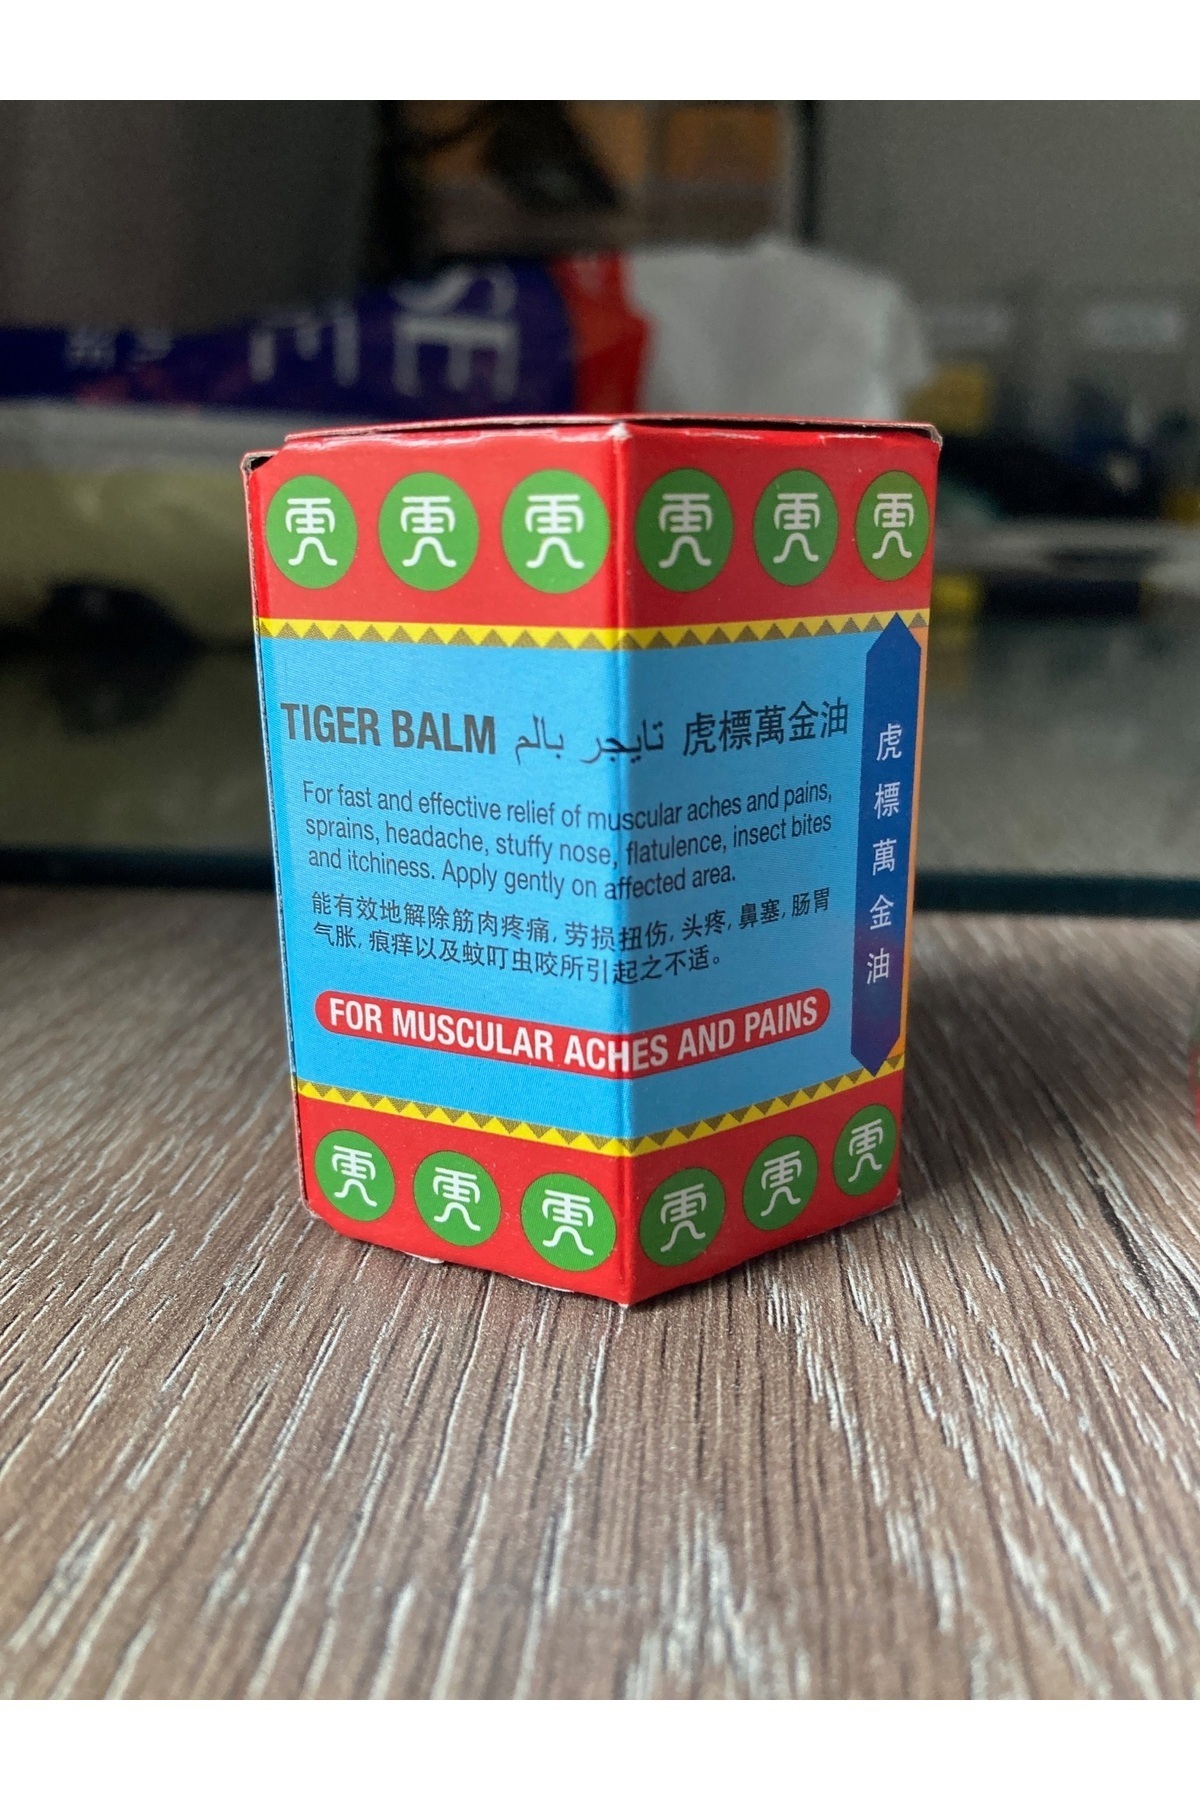 TIGER BALM تايجر بالم 虎標萬金油
For fast and effective relief of muscular aches and pains,
sprains, headache, stuffy nose, flatulence, insect bites
and itchiness. Apply gently on affected area.
能有效地解除筋肉疼痛, 劳损扭伤, 头疼, 鼻塞, 肠胃
气胀, 痕痒以及蚊叮虫咬所引起之不适。
FOR MUSCULAR ACHES AND PAINS
虎標萬金油